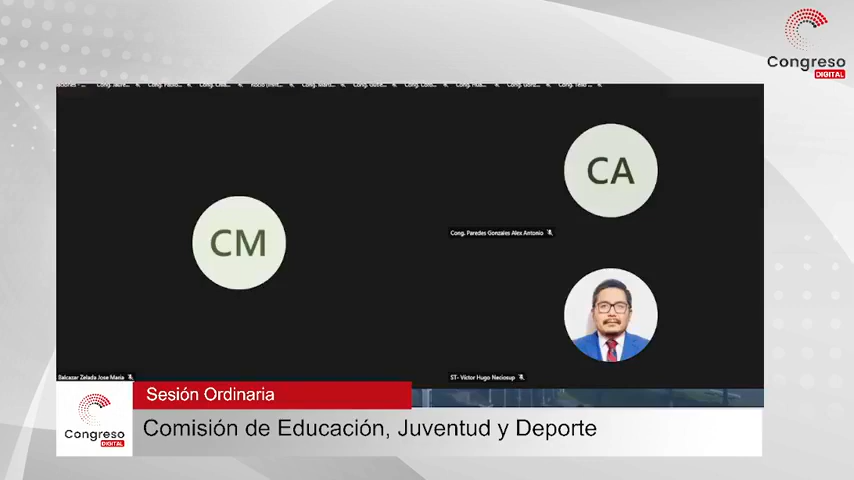 Congreso
DIGITAL
CM
CA
Cong. Paredes Gonzales Alex Antonio
Balcazar Zelada Jose Maria
ST- Víctor Hugo Neciosup
Sesión Ordinaria
Congreso
DIGITAL
Comisión de Educación, Juventud y Deporte